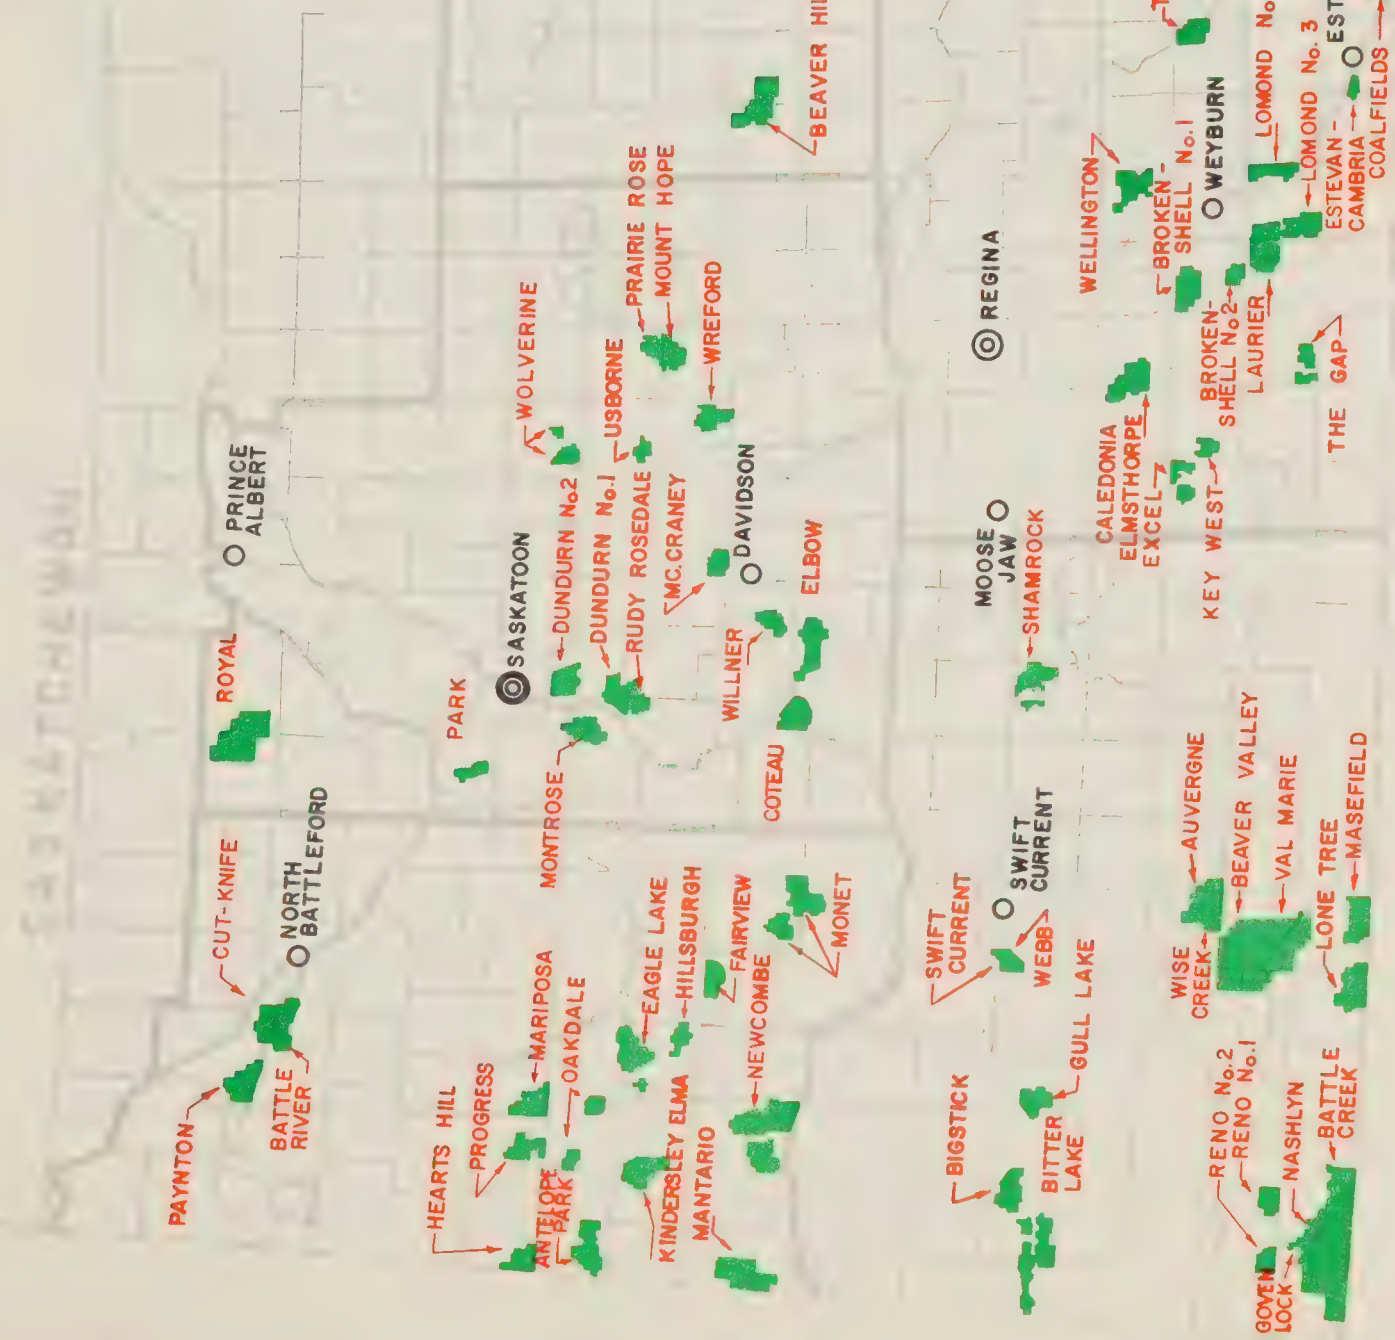 SASKATCHEWAN
PRINCE
ALBERT
ROYAL
CUT-KNIFE
NORTH
BATTLEFORD
PAYNTON
BATTLE
RIVER
BEAVER
PRAIRIE ROSE
MOUNT HOPE
WREFORD
WOLVERINE
USBORNE
SASKATOON
DUNDURN No.2
DUNDURN No.1
RUDY ROSEDALE
MC.CRANEY
DAVIDSON
ELBOW
WILLNER
PARK
MONTROSE
COTEAU
MARIPOSA
OAKDALE
EAGLE LAKE
HILLSBURGH
FAIRVIEW
NEWCOMBE
MONET
HEARTS HILL
PROGRESS
ANTELOPE
PARK
KINDERSLEY ELMA
MANTARIO
REGINA
MOOSE
JAW
SHAMROCK
SWIFT
CURRENT
SWIFT
CURRENT
WEBB
GULL LAKE
BIGSTICK
BITTER
LAKE
WELLINGTON
BROKEN-
SHELL No.1
WEYBURN
LOMOND No.
LOMOND No. 3
EST
ESTEVAN-
CAMBRIA
COALFIELDS
BROKEN-
SHELL No.2
LAURIER
THE GAP
CALEDONIA
ELMSTHORPE
EXCEL
KEY WEST
AUVERGNE
BEAVER VALLEY
VAL MARIE
LONE TREE
MASEFIELD
WISE
CREEK
RENO No.2
RENO No.1
NASHLYN
BATTLE
CREEK
GOVEN
LOCK